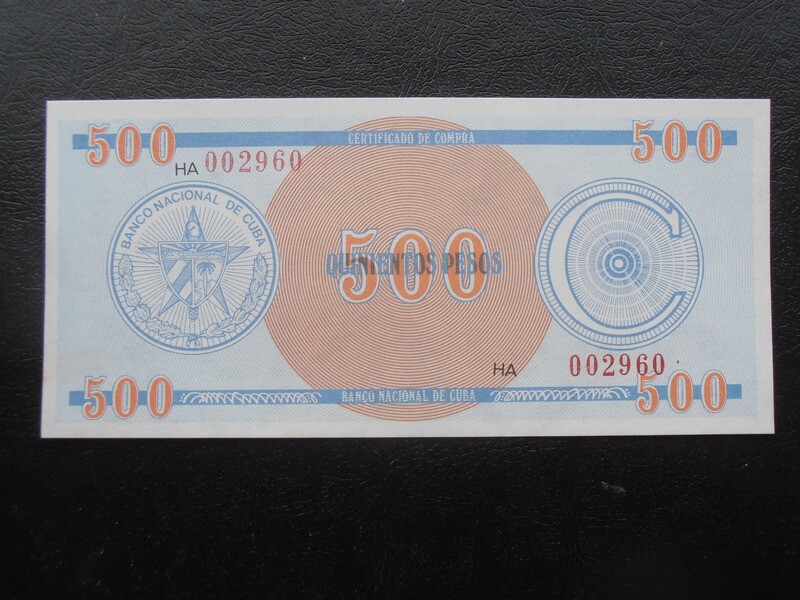 500 CERTIFICADO DE COMPRA 500
HA 002960
BANCO NACIONAL DE CUBA
500
QUINIENTOS PESOS
C
HA 002960
500 BANCO NACIONAL DE CUBA 500